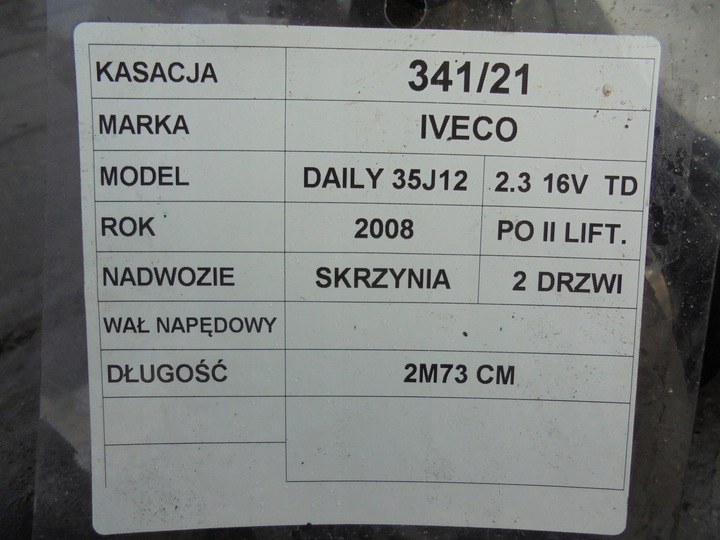 KASACJA 341/21
MARKA IVECO
MODEL DAILY 35J12 2.3 16V TD
ROK 2008 PO II LIFT.
NADWOZIE SKRZYNIA 2 DRZWI
WAŁ NAPĘDOWY
DŁUGOŚĆ 2M73 CM